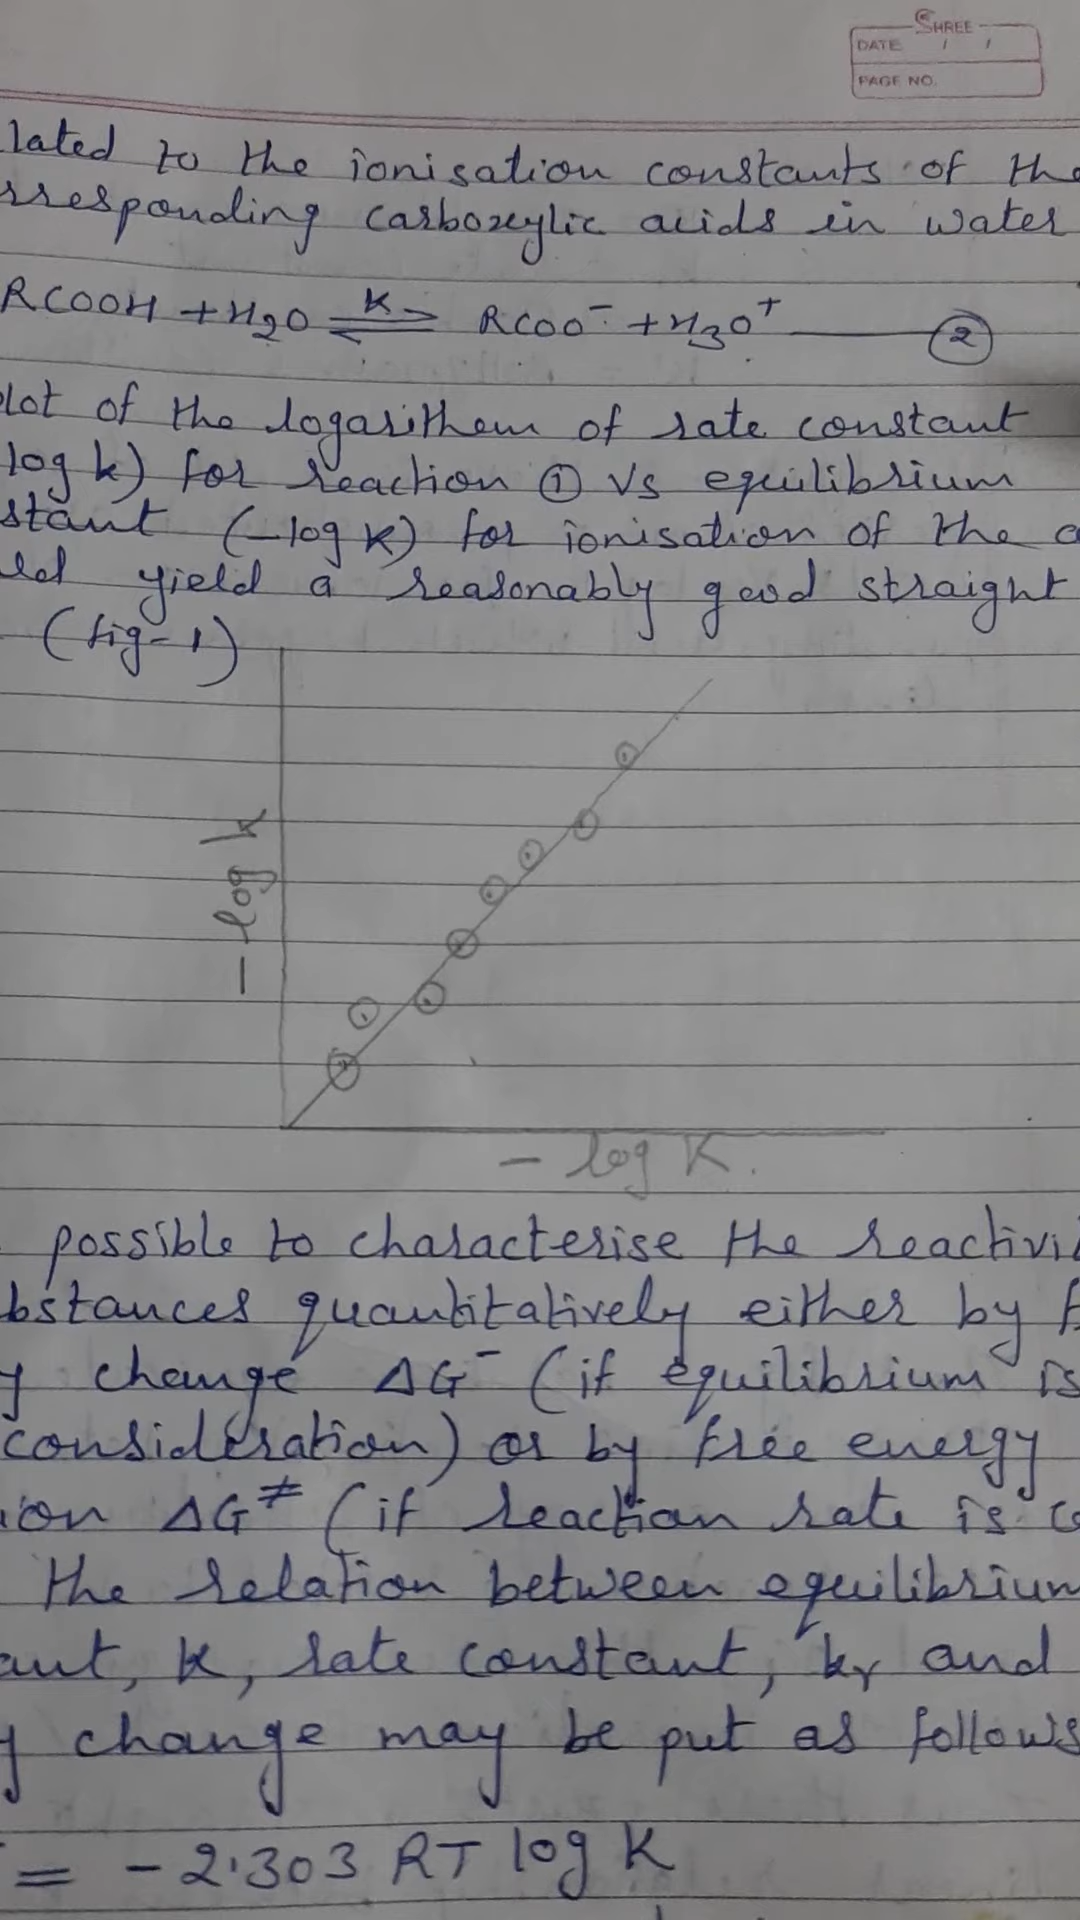 SHREE
DATE / /
PAGE NO.
lated to the ionisation constants of the
rresponding carboxylic acids in water
RCOOH + H2O ⇌ RCOO⁻ + H3O⁺ —— ②
K
lot of the logarithem of rate constant
log k) for reaction ① Vs equilibrium
stant (-log K) for ionisation of the a
ld yield a reasonably good straight
(fig-1)
- log k
- log K.
possible to characterise the reactivi
bstances quantitatively either by f
y change ΔG⁻ (if equilibrium is
consideration) or by free energy
ion ΔG≠ (if reaction rate is co
the relation between equilibrium
ant, K, rate constant, kr and
y change may be put as follows
= -2.303 RT log K